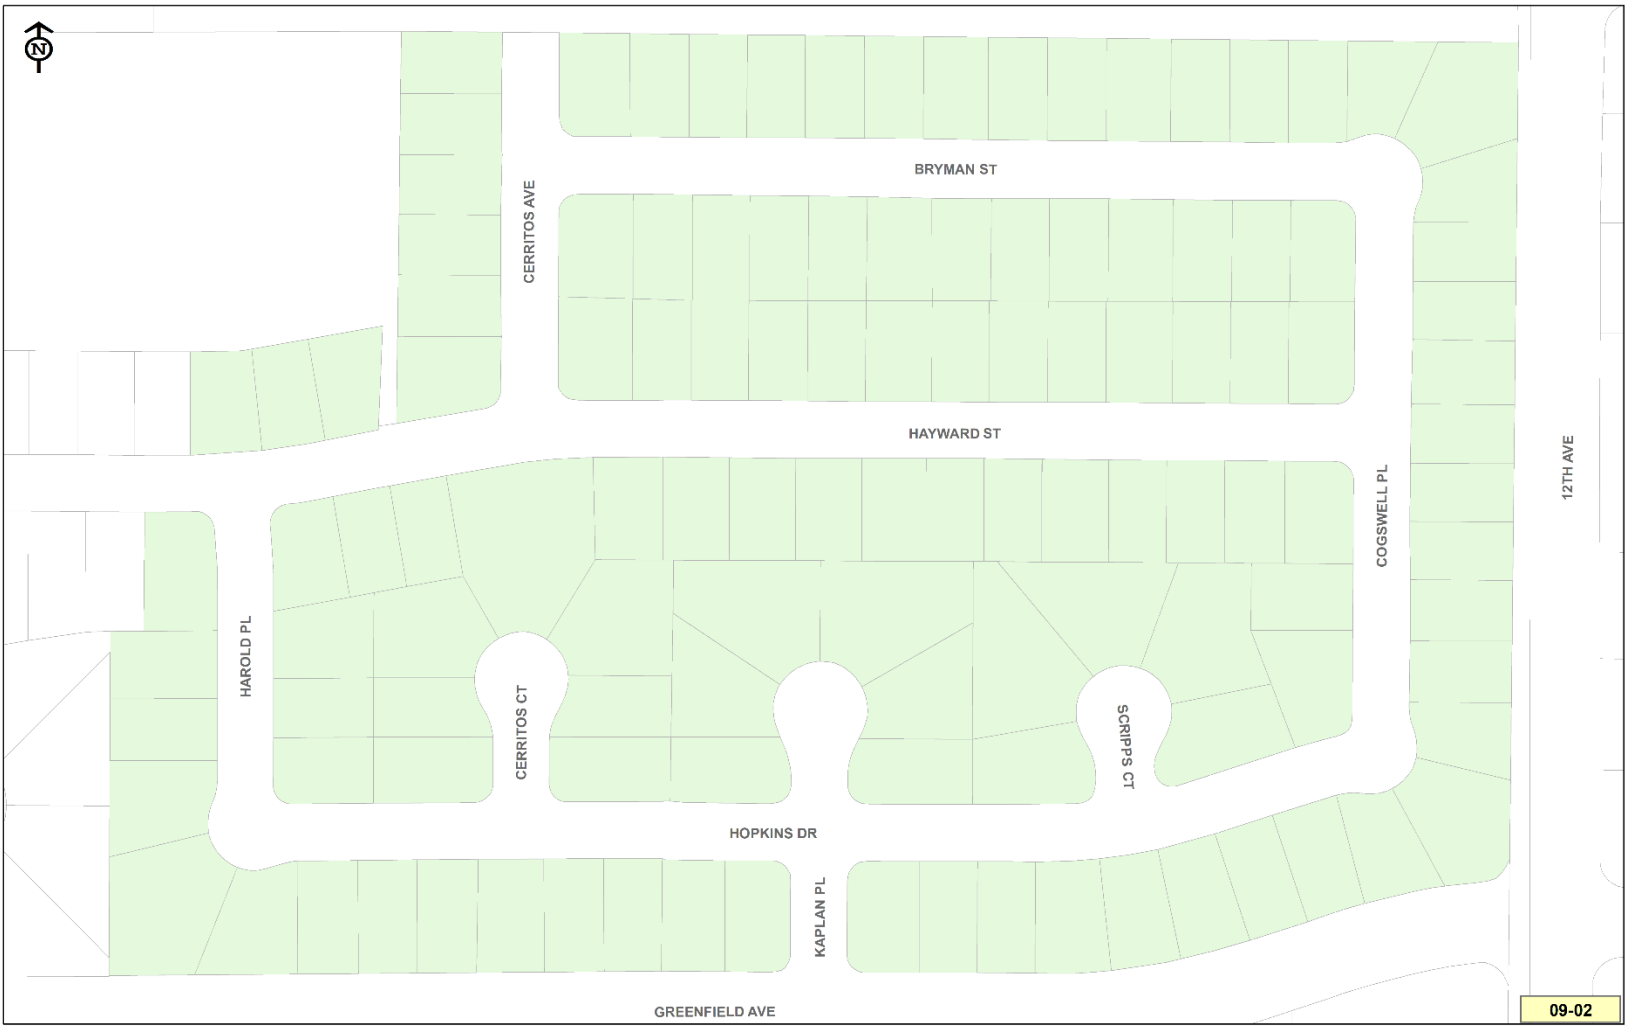 N
BRYMAN ST
CERRITOS AVE
HAYWARD ST
12TH AVE
COGSWELL PL
HAROLD PL
CERRITOS CT
SCRIPPS CT
HOPKINS DR
KAPLAN PL
GREENFIELD AVE
09-02